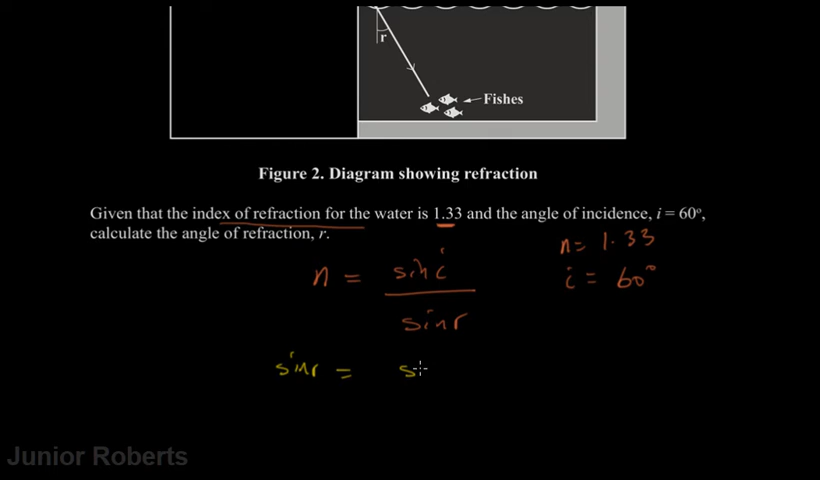 r
Fishes
Figure 2. Diagram showing refraction
Given that the index of refraction for the water is 1.33 and the angle of incidence, i = 60º,
calculate the angle of refraction, r.
n = 1.33
n = sin i
i = 60°
sin r
sin r = s
Junior Roberts